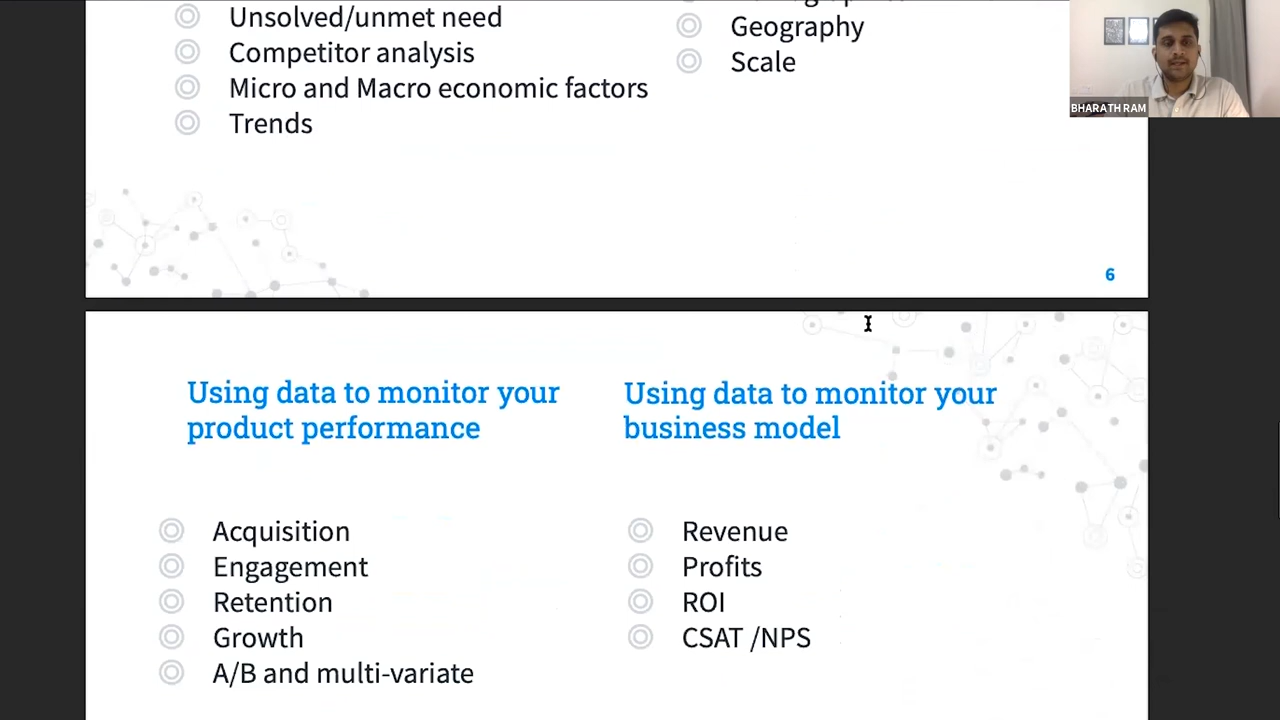 Unsolved/unmet need
Competitor analysis
Micro and Macro economic factors
Trends
Geography
Scale
BHARATH RAM
6
Using data to monitor your
product performance
Acquisition
Engagement
Retention
Growth
A/B and multi-variate
Using data to monitor your
business model
Revenue
Profits
ROI
CSAT /NPS